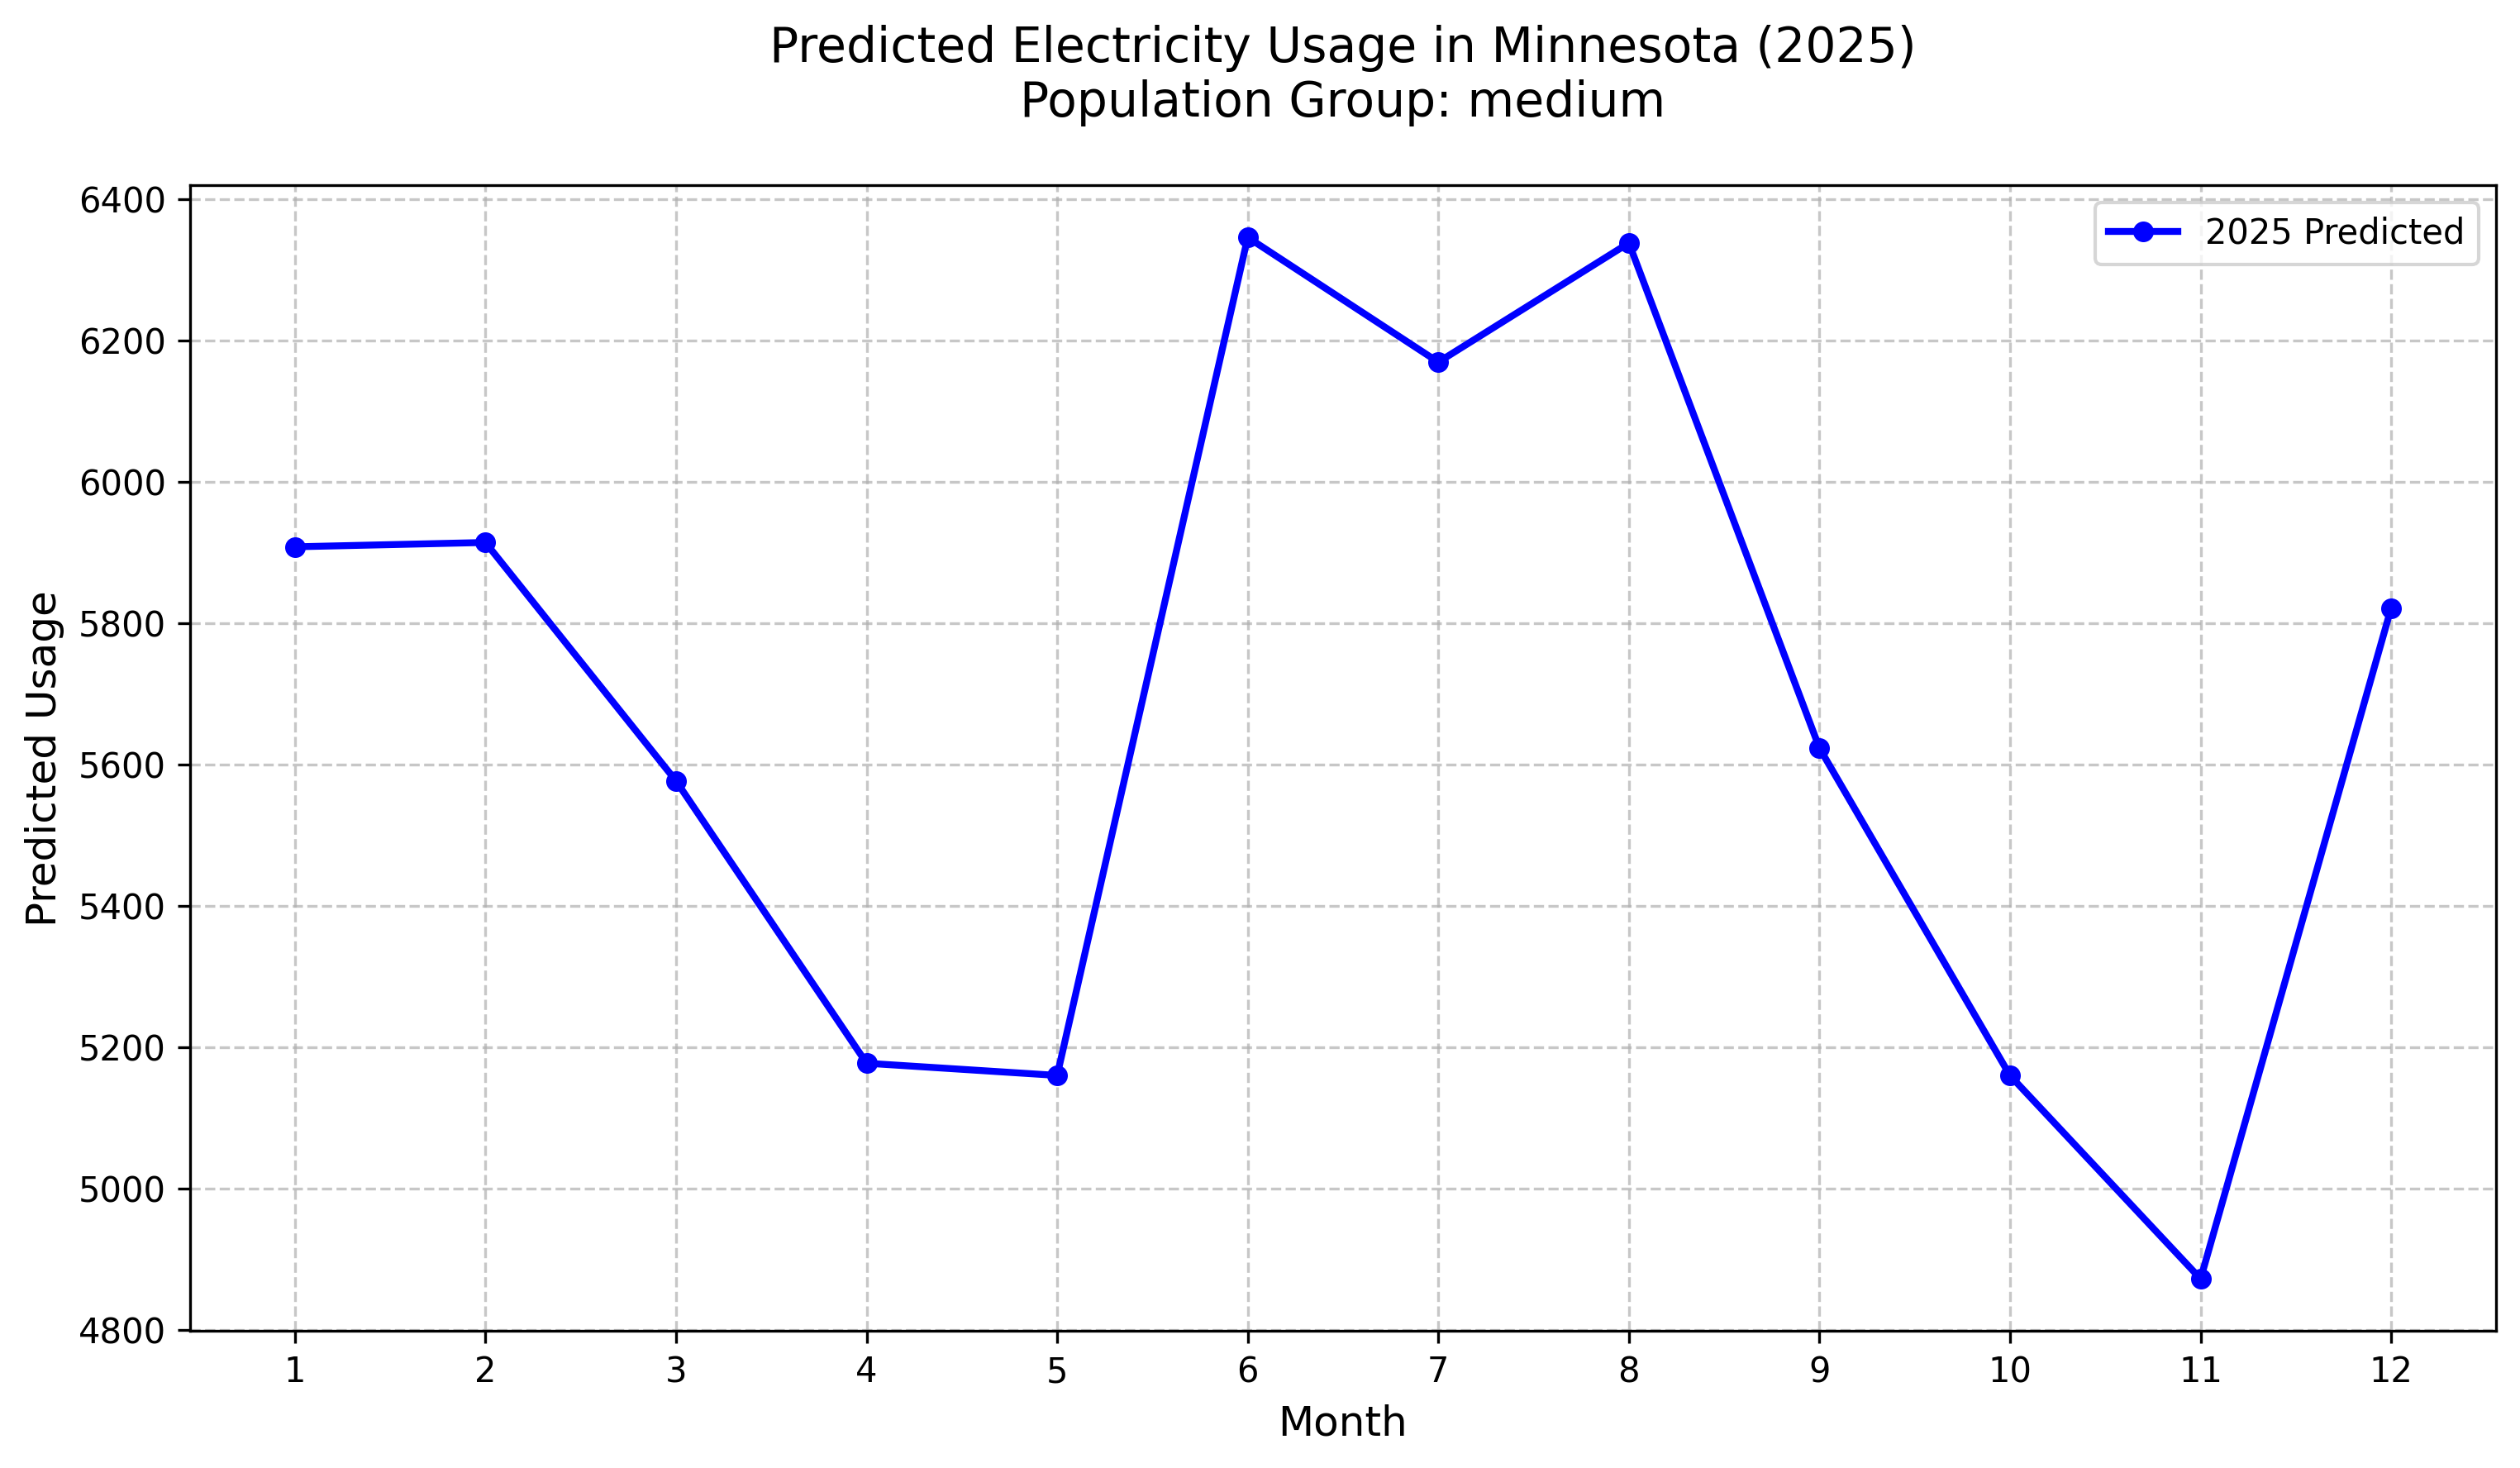 Predicted Electricity Usage in Minnesota (2025)
Population Group: medium
2025 Predicted
Predicted Usage
6400
6200
6000
5800
5600
5400
5200
5000
4800
1 2 3 4 5 6 7 8 9 10 11 12
Month